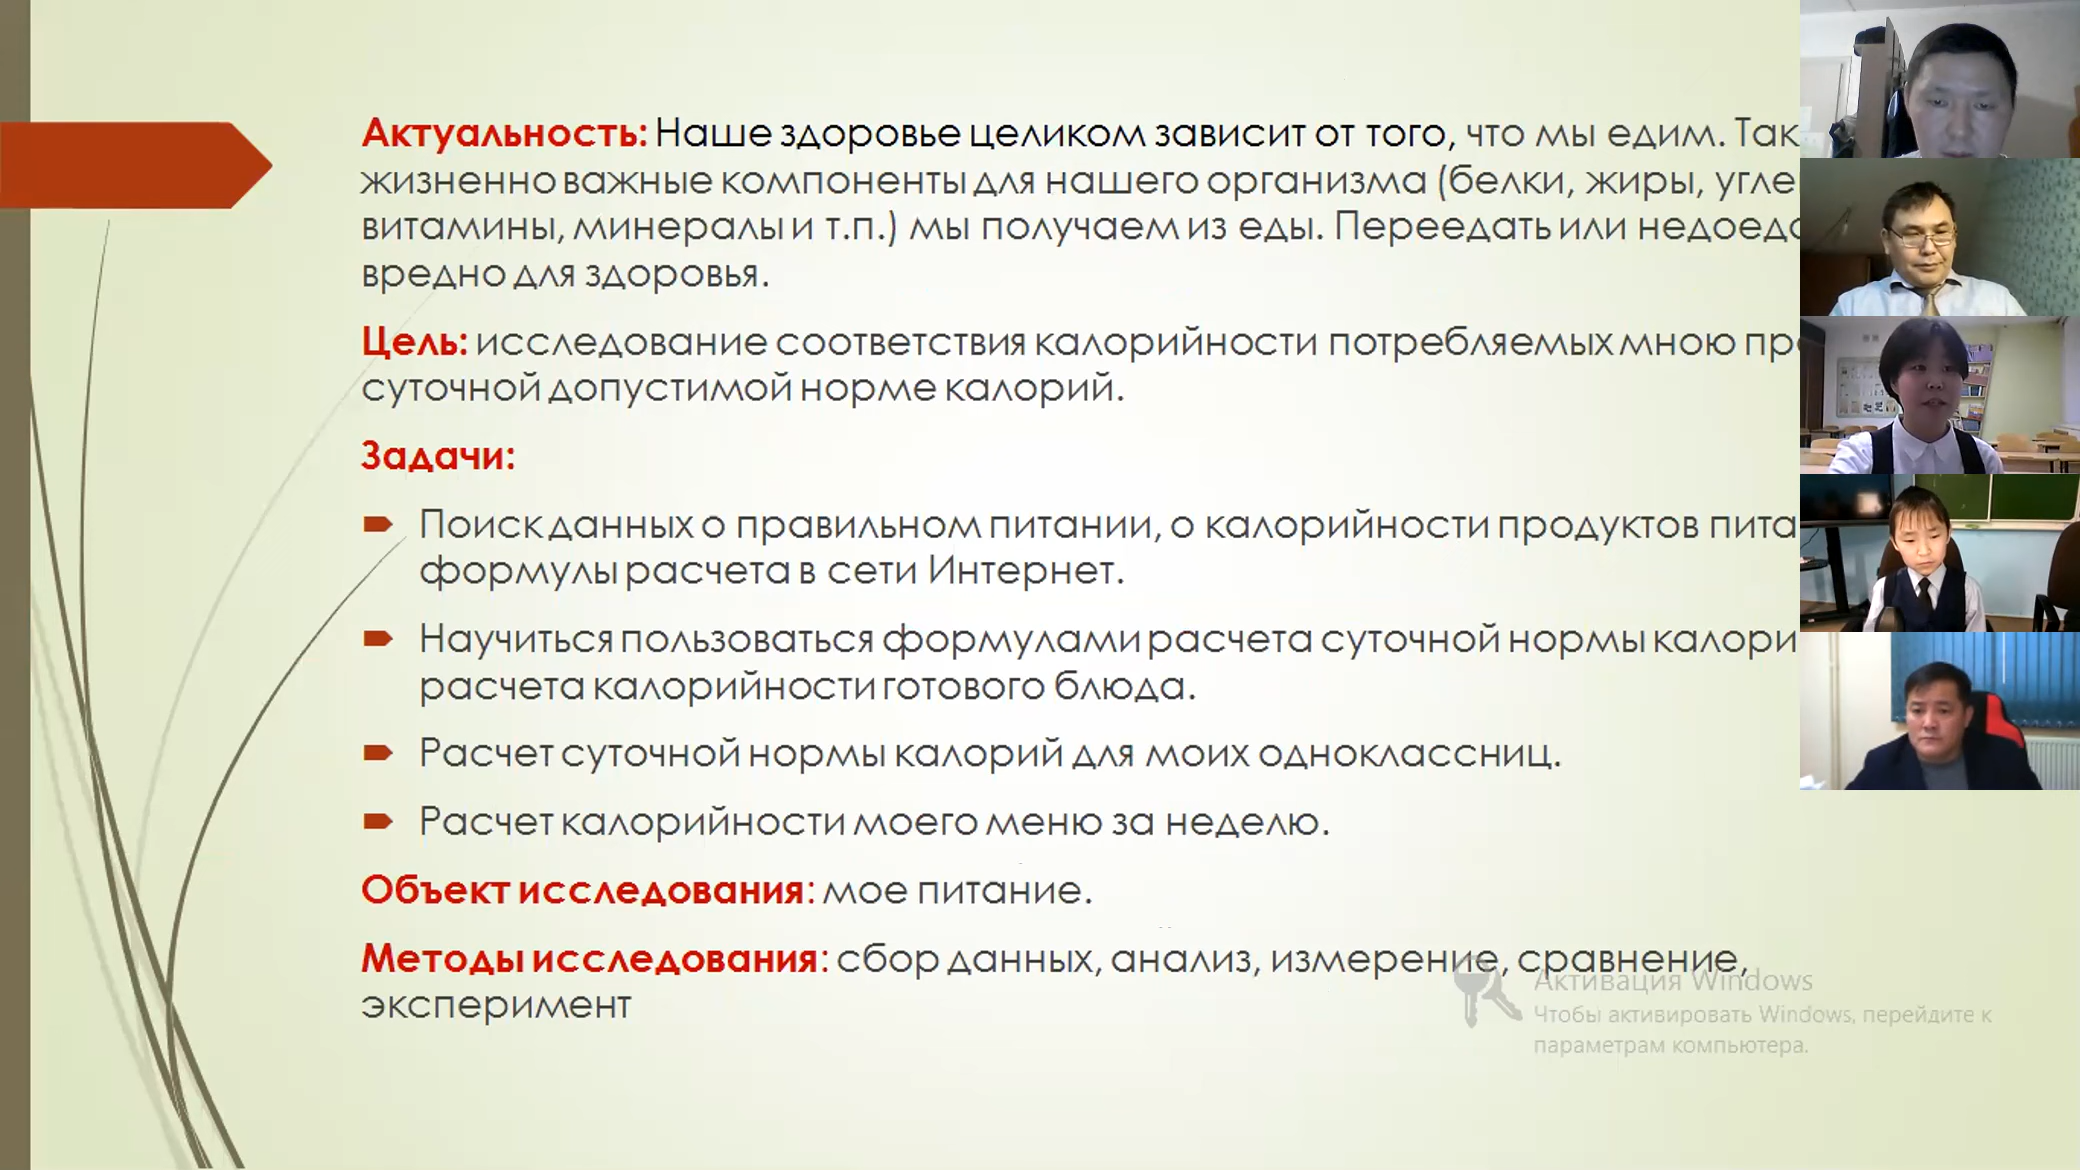 Актуальность: Наше здоровье целиком зависит от того, что мы едим. Так
жизненно важные компоненты для нашего организма (белки, жиры, угле
витамины, минералы и т.п.) мы получаем из еды. Переедать или недоеда
вредно для здоровья.
Цель: исследование соответствия калорийности потребляемых мною пр
суточной допустимой норме калорий.
Задачи:
Поиск данных о правильном питании, о калорийности продуктов пита
формулы расчета в сети Интернет.
Научиться пользоваться формулами расчета суточной нормы калори
расчета калорийности готового блюда.
Расчет суточной нормы калорий для моих одноклассниц.
Расчет калорийности моего меню за неделю.
Объект исследования: мое питание.
Методы исследования: сбор данных, анализ, измерение, сравнение,
эксперимент
Активация Windows
Чтобы активировать Windows, перейдите к
параметрам компьютера.